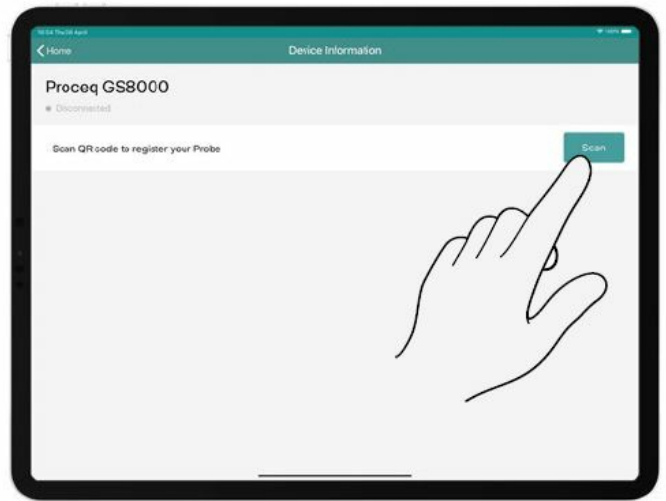 Home
Device Information
Proceq GS8000
Disconnected
Scan QR code to register your Probe
Scan